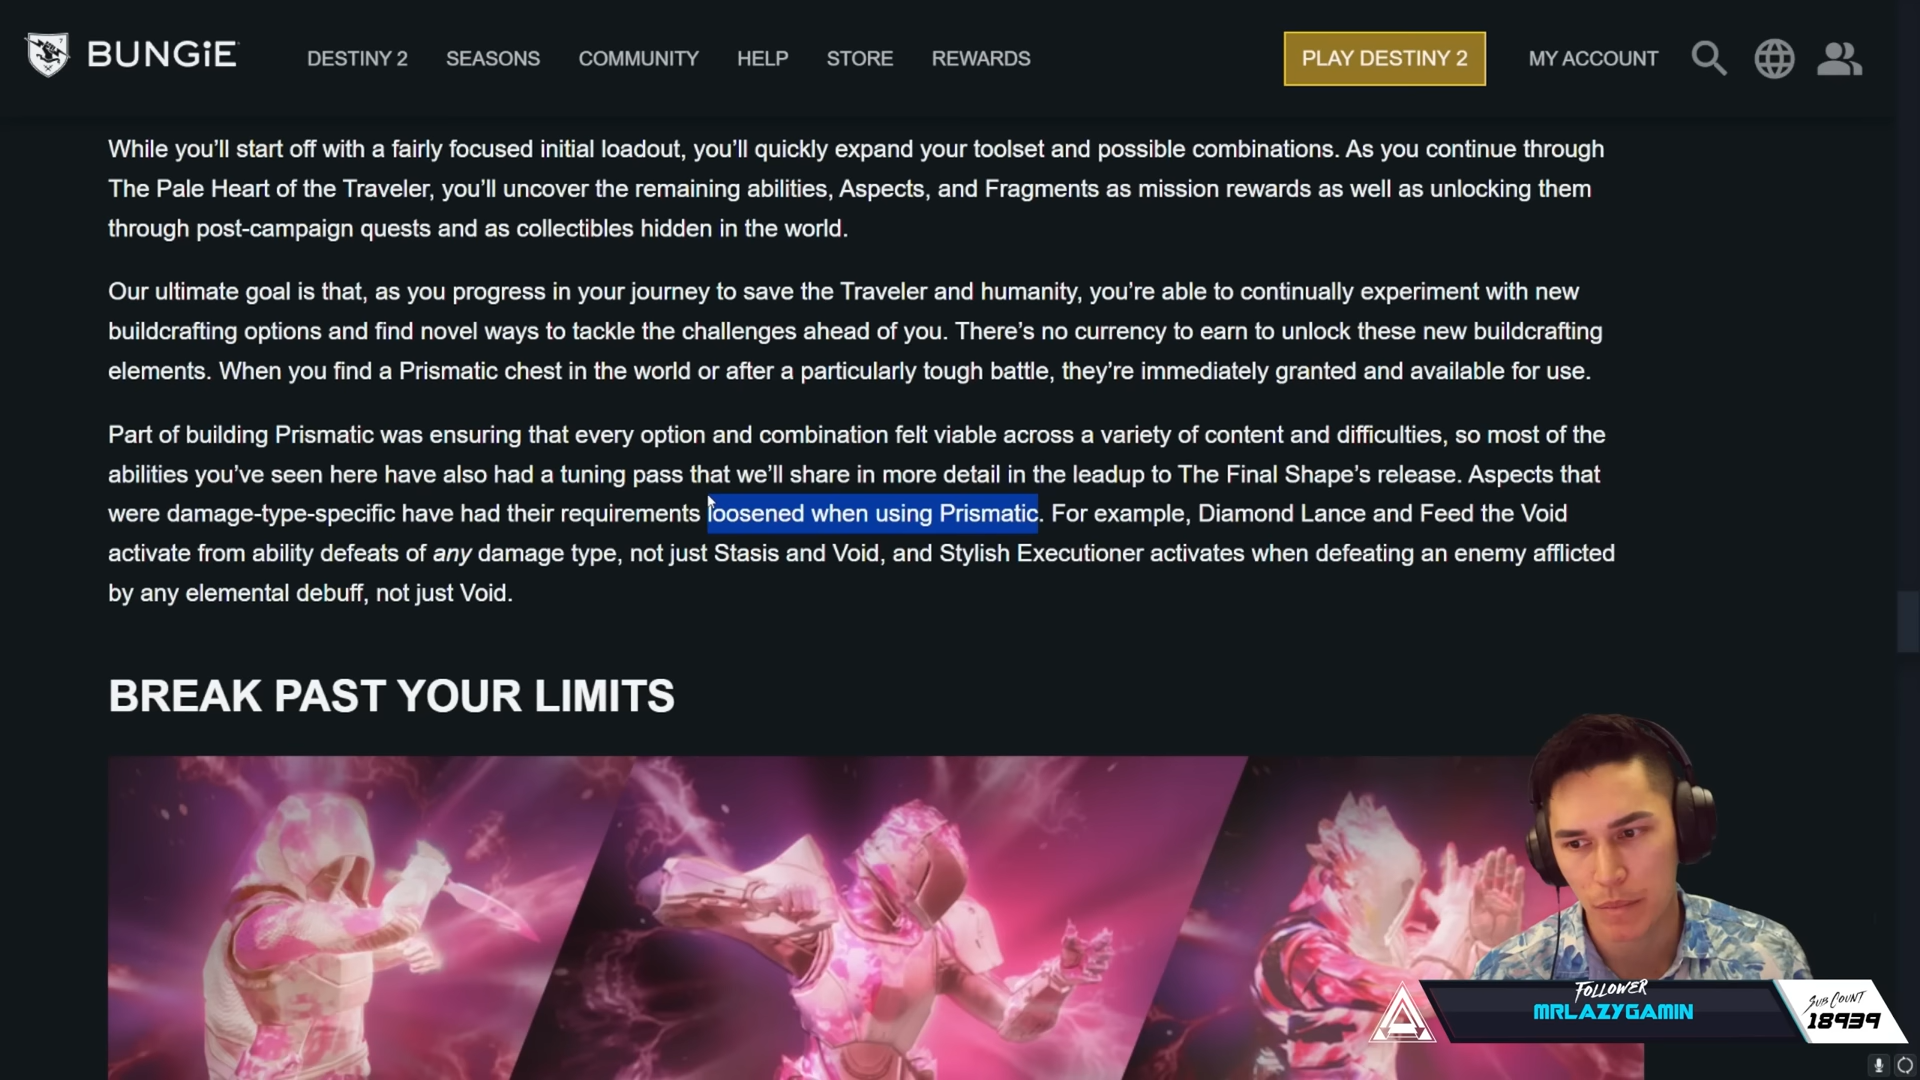 BUNGiE
DESTINY 2 SEASONS COMMUNITY HELP STORE REWARDS
PLAY DESTINY 2
MY ACCOUNT
While you’ll start off with a fairly focused initial loadout, you’ll quickly expand your toolset and possible combinations. As you continue through
The Pale Heart of the Traveler, you’ll uncover the remaining abilities, Aspects, and Fragments as mission rewards as well as unlocking them
through post-campaign quests and as collectibles hidden in the world.
Our ultimate goal is that, as you progress in your journey to save the Traveler and humanity, you’re able to continually experiment with new
buildcrafting options and find novel ways to tackle the challenges ahead of you. There’s no currency to earn to unlock these new buildcrafting
elements. When you find a Prismatic chest in the world or after a particularly tough battle, they’re immediately granted and available for use.
Part of building Prismatic was ensuring that every option and combination felt viable across a variety of content and difficulties, so most of the
abilities you’ve seen here have also had a tuning pass that we’ll share in more detail in the leadup to The Final Shape’s release. Aspects that
were damage-type-specific have had their requirements loosened when using Prismatic. For example, Diamond Lance and Feed the Void
activate from ability defeats of any damage type, not just Stasis and Void, and Stylish Executioner activates when defeating an enemy afflicted
by any elemental debuff, not just Void.
BREAK PAST YOUR LIMITS
FOLLOWER
MRLAZYGAMIN
SUB COUNT
18939